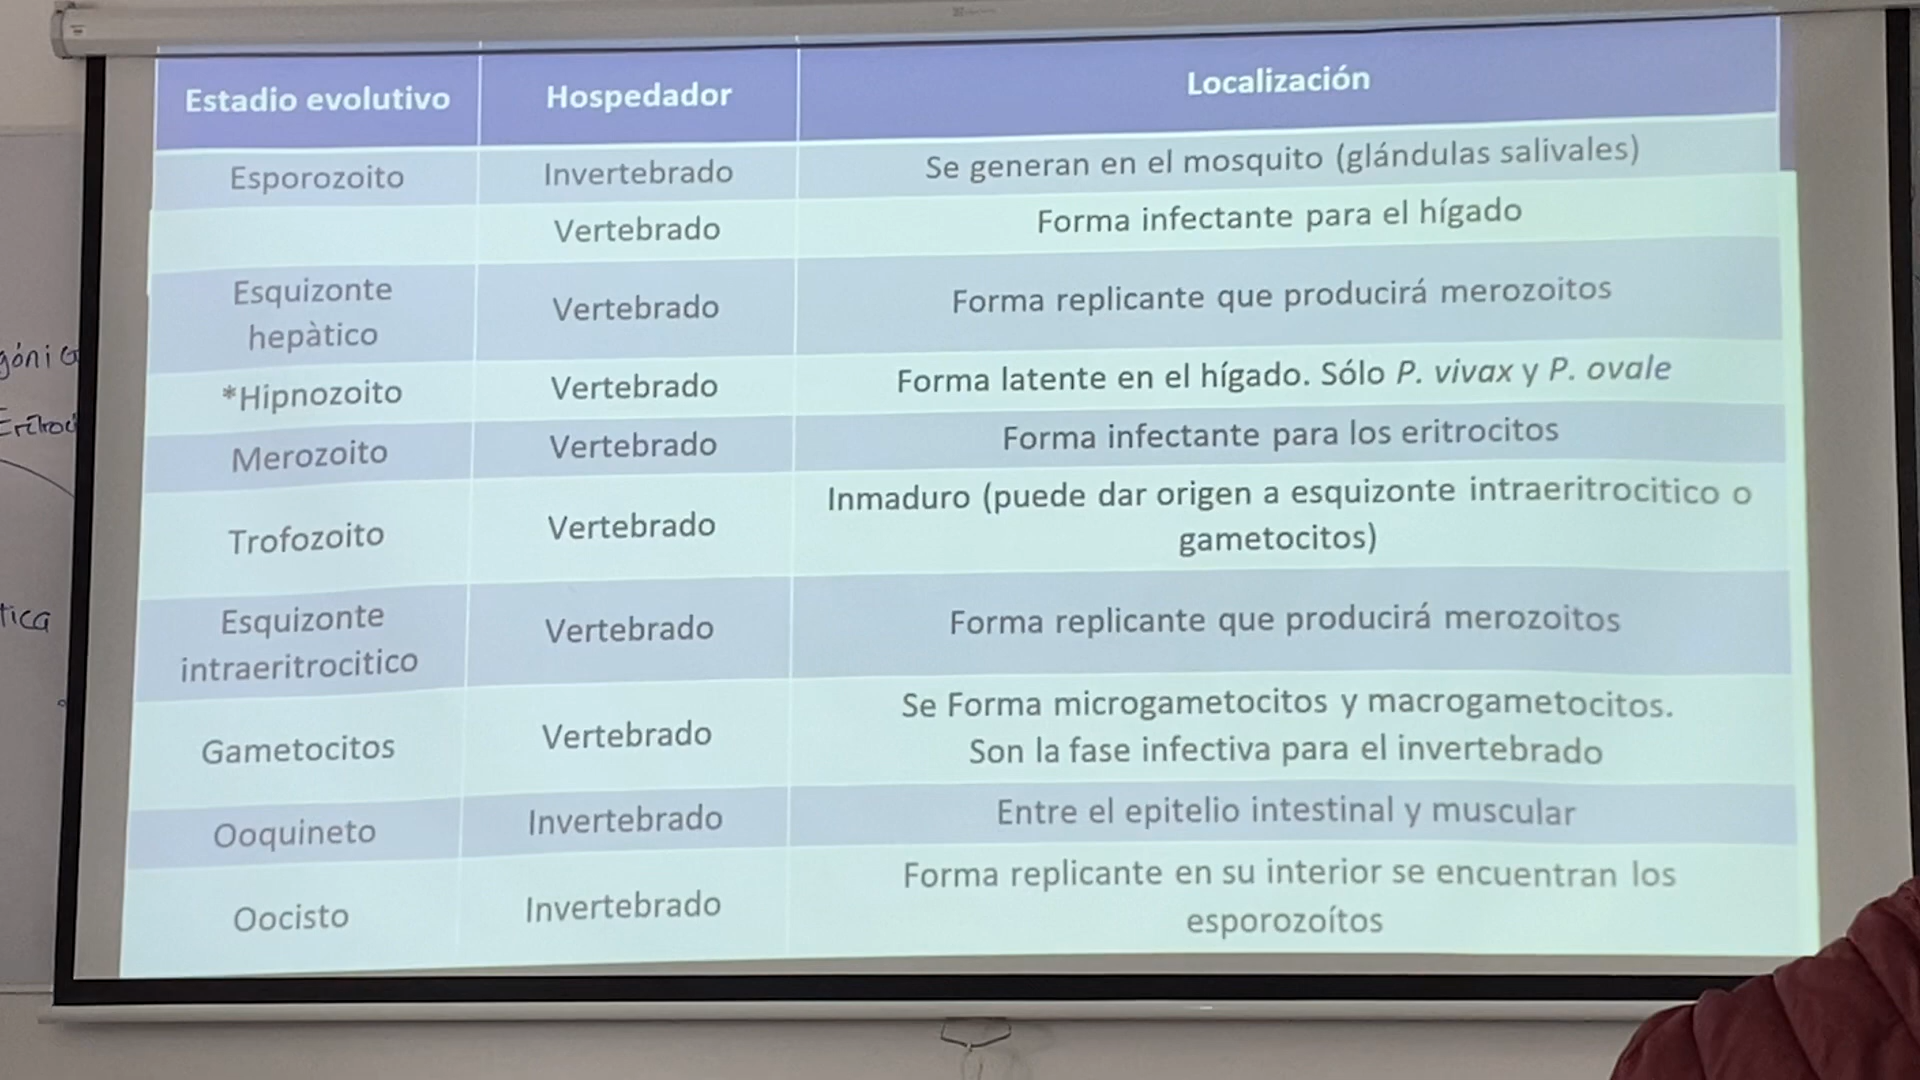 Estadio evolutivo Hospedador Localización
Esporozoito Invertebrado Se generan en el mosquito (glándulas salivales)
Vertebrado Forma infectante para el hígado
Esquizonte
hepàtico Vertebrado Forma replicante que producirá merozoitos
*Hipnozoito Vertebrado Forma latente en el hígado. Sólo P. vivax y P. ovale
Merozoito Vertebrado Forma infectante para los eritrocitos
Trofozoito Vertebrado Inmaduro (puede dar origen a esquizonte intraeritrocitico o
gametocitos)
Esquizonte
intraeritrocitico Vertebrado Forma replicante que producirá merozoitos
Gametocitos Vertebrado Se Forma microgametocitos y macrogametocitos.
Son la fase infectiva para el invertebrado
Ooquineto Invertebrado Entre el epitelio intestinal y muscular
Oocisto Invertebrado Forma replicante en su interior se encuentran los
esporozoítos
tica